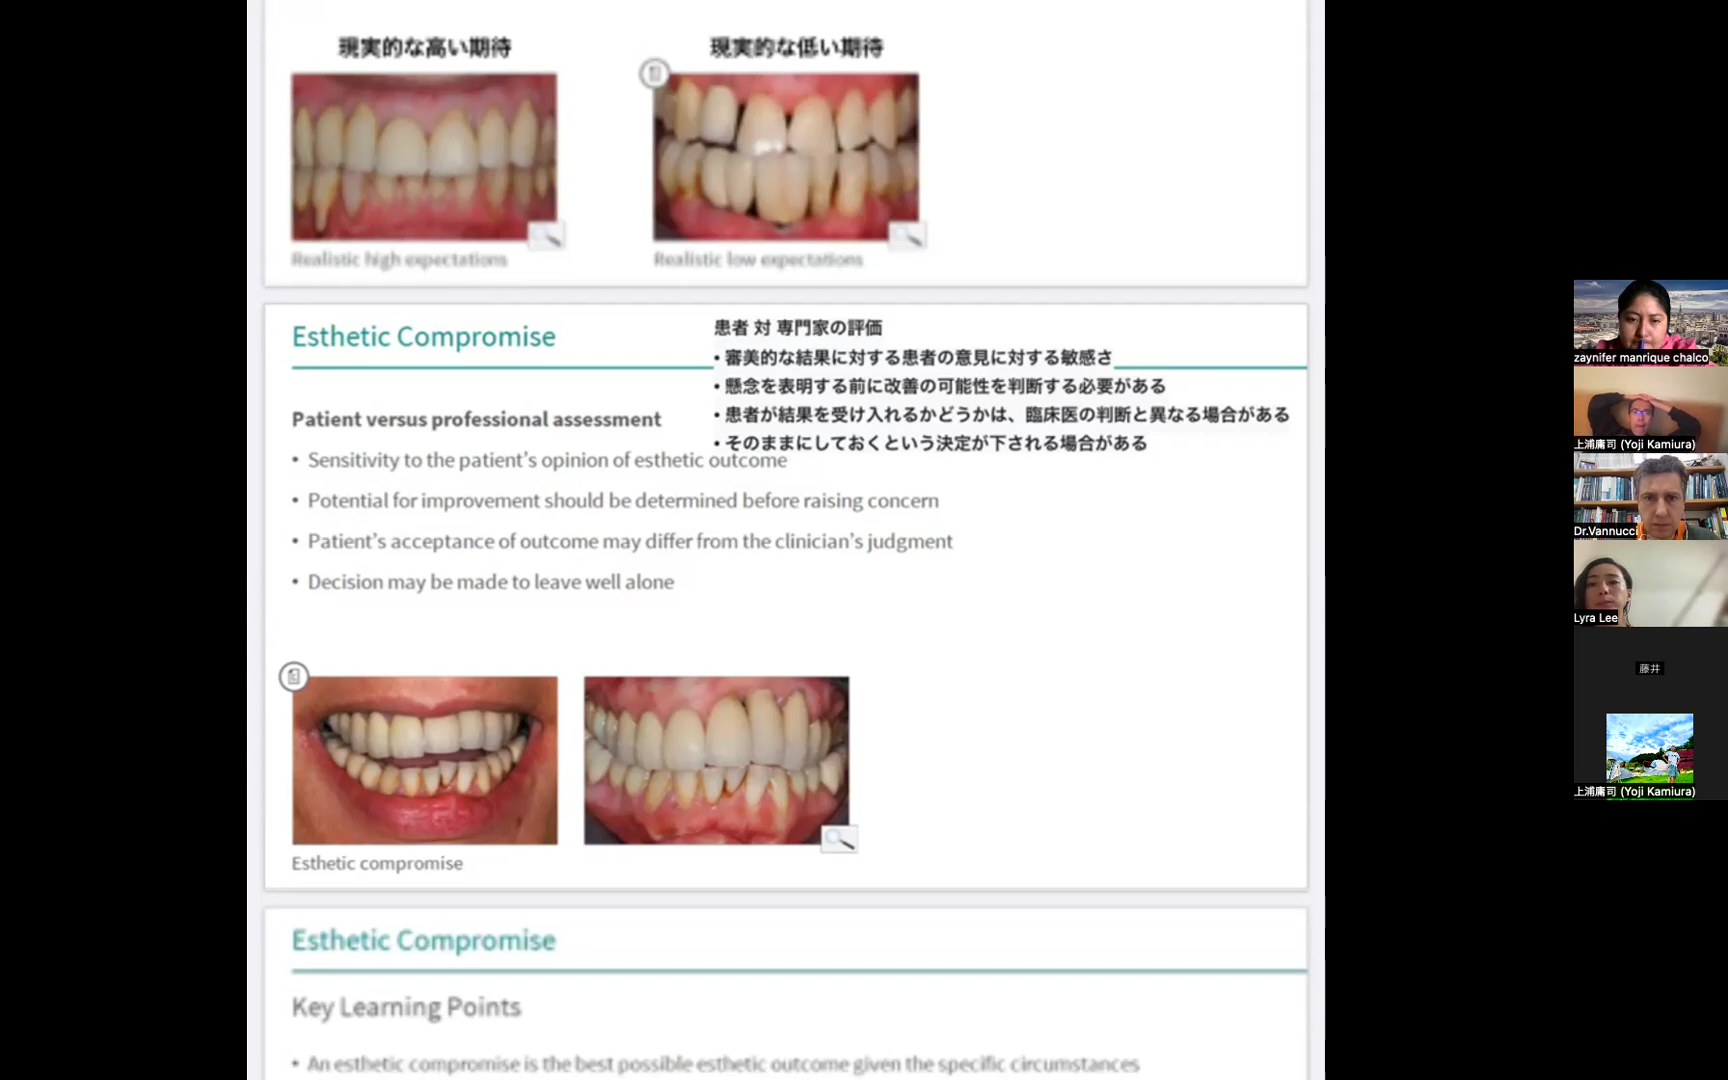 現実的な高い期待
現実的な低い期待
Realistic high expectations
Realistic low expectations
Esthetic Compromise
患者 対 専門家の評価
• 審美的な結果に対する患者の意見に対する敏感さ
• 懸念を表明する前に改善の可能性を判断する必要がある
• 患者が結果を受け入れるかどうかは、臨床医の判断と異なる場合がある
• そのままにしておくという決定が下される場合がある
Patient versus professional assessment
• Sensitivity to the patient’s opinion of esthetic outcome
• Potential for improvement should be determined before raising concern
• Patient’s acceptance of outcome may differ from the clinician’s judgment
• Decision may be made to leave well alone
Esthetic compromise
Esthetic Compromise
Key Learning Points
• An esthetic compromise is the best possible esthetic outcome given the specific circumstances
zaynifer manrique chalco
上浦庸司 (Yoji Kamiura)
Dr.Vannucci
Lyra Lee
藤井
上浦庸司 (Yoji Kamiura)